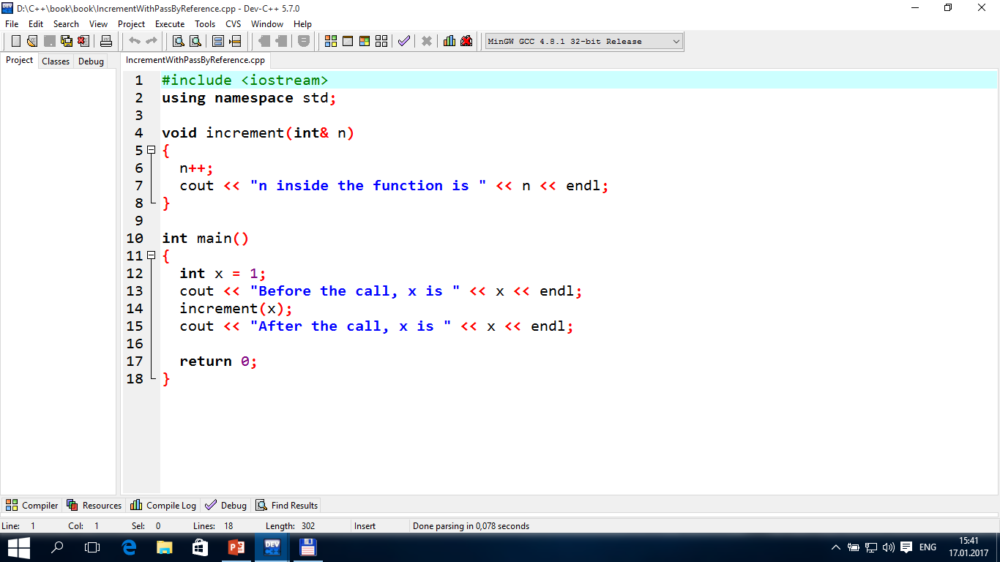 D:\C++\book\book\IncrementWithPassByReference.cpp - Dev-C++ 5.7.0
File Edit Search View Project Execute Tools CVS Window Help
MinGW GCC 4.8.1 32-bit Release
Project Classes Debug IncrementWithPassByReference.cpp
1 #include <iostream>
2 using namespace std;
3
4 void increment(int& n)
5 {
6   n++;
7   cout << "n inside the function is " << n << endl;
8 }
9
10 int main()
11 {
12   int x = 1;
13   cout << "Before the call, x is " << x << endl;
14   increment(x);
15   cout << "After the call, x is " << x << endl;
16
17   return 0;
18 }
Compiler Resources Compile Log Debug Find Results
Line: 1 Col: 1 Sel: 0 Lines: 18 Length: 302 Insert Done parsing in 0,078 seconds
DEV C++ ENG 15:41
17.01.2017